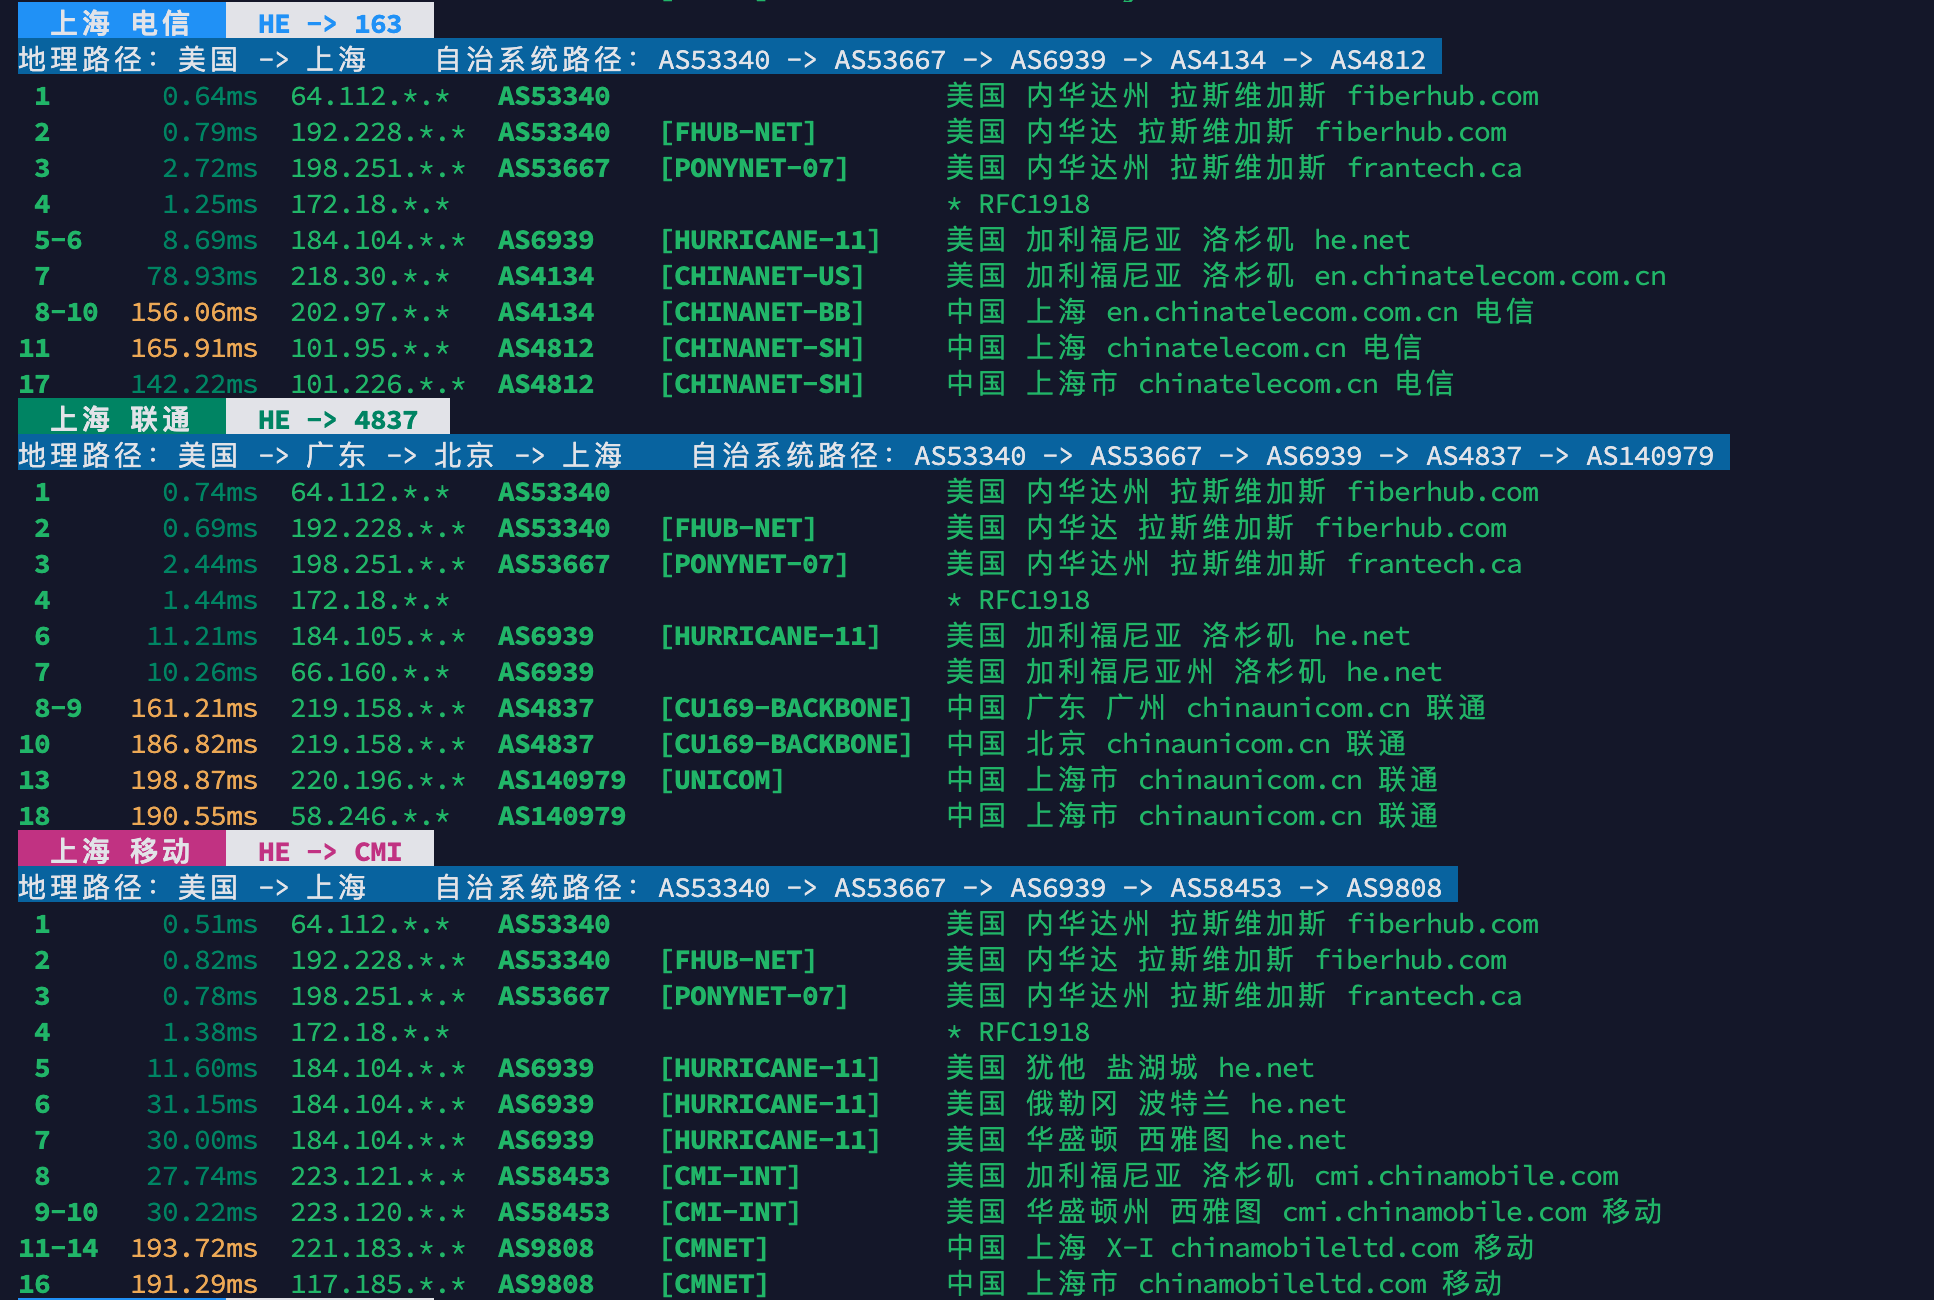 上海 电信 HE -> 163
地理路径: 美国 -> 上海 自治系统路径: AS53340 -> AS53667 -> AS6939 -> AS4134 -> AS4812
1 0.64ms 64.112.*.* AS53340 美国 内华达州 拉斯维加斯 fiberhub.com
2 0.79ms 192.228.*.* AS53340 [FHUB-NET] 美国 内华达 拉斯维加斯 fiberhub.com
3 2.72ms 198.251.*.* AS53667 [PONYNET-07] 美国 内华达州 拉斯维加斯 frantech.ca
4 1.25ms 172.18.*.* * RFC1918
5-6 8.69ms 184.104.*.* AS6939 [HURRICANE-11] 美国 加利福尼亚 洛杉矶 he.net
7 78.93ms 218.30.*.* AS4134 [CHINANET-US] 美国 加利福尼亚 洛杉矶 en.chinatelecom.com.cn
8-10 156.06ms 202.97.*.* AS4134 [CHINANET-BB] 中国 上海 en.chinatelecom.com.cn 电信
11 165.91ms 101.95.*.* AS4812 [CHINANET-SH] 中国 上海 chinatelecom.cn 电信
17 142.22ms 101.226.*.* AS4812 [CHINANET-SH] 中国 上海市 chinatelecom.cn 电信
上海 联通 HE -> 4837
地理路径: 美国 -> 广东 -> 北京 -> 上海 自治系统路径: AS53340 -> AS53667 -> AS6939 -> AS4837 -> AS140979
1 0.74ms 64.112.*.* AS53340 美国 内华达州 拉斯维加斯 fiberhub.com
2 0.69ms 192.228.*.* AS53340 [FHUB-NET] 美国 内华达 拉斯维加斯 fiberhub.com
3 2.44ms 198.251.*.* AS53667 [PONYNET-07] 美国 内华达州 拉斯维加斯 frantech.ca
4 1.44ms 172.18.*.* * RFC1918
6 11.21ms 184.105.*.* AS6939 [HURRICANE-11] 美国 加利福尼亚 洛杉矶 he.net
7 10.26ms 66.160.*.* AS6939 美国 加利福尼亚州 洛杉矶 he.net
8-9 161.21ms 219.158.*.* AS4837 [CU169-BACKBONE] 中国 广东 广州 chinaunicom.cn 联通
10 186.82ms 219.158.*.* AS4837 [CU169-BACKBONE] 中国 北京 chinaunicom.cn 联通
13 198.87ms 220.196.*.* AS140979 [UNICOM] 中国 上海市 chinaunicom.cn 联通
18 190.55ms 58.246.*.* AS140979 中国 上海市 chinaunicom.cn 联通
上海 移动 HE -> CMI
地理路径: 美国 -> 上海 自治系统路径: AS53340 -> AS53667 -> AS6939 -> AS58453 -> AS9808
1 0.51ms 64.112.*.* AS53340 美国 内华达州 拉斯维加斯 fiberhub.com
2 0.82ms 192.228.*.* AS53340 [FHUB-NET] 美国 内华达 拉斯维加斯 fiberhub.com
3 0.78ms 198.251.*.* AS53667 [PONYNET-07] 美国 内华达州 拉斯维加斯 frantech.ca
4 1.38ms 172.18.*.* * RFC1918
5 11.60ms 184.104.*.* AS6939 [HURRICANE-11] 美国 犹他 盐湖城 he.net
6 31.15ms 184.104.*.* AS6939 [HURRICANE-11] 美国 俄勒冈 波特兰 he.net
7 30.00ms 184.104.*.* AS6939 [HURRICANE-11] 美国 华盛顿 西雅图 he.net
8 27.74ms 223.121.*.* AS58453 [CMI-INT] 美国 加利福尼亚 洛杉矶 cmi.chinamobile.com
9-10 30.22ms 223.120.*.* AS58453 [CMI-INT] 美国 华盛顿州 西雅图 cmi.chinamobile.com 移动
11-14 193.72ms 221.183.*.* AS9808 [CMNET] 中国 上海 X-I chinamobileltd.com 移动
16 191.29ms 117.185.*.* AS9808 [CMNET] 中国 上海市 chinamobileltd.com 移动